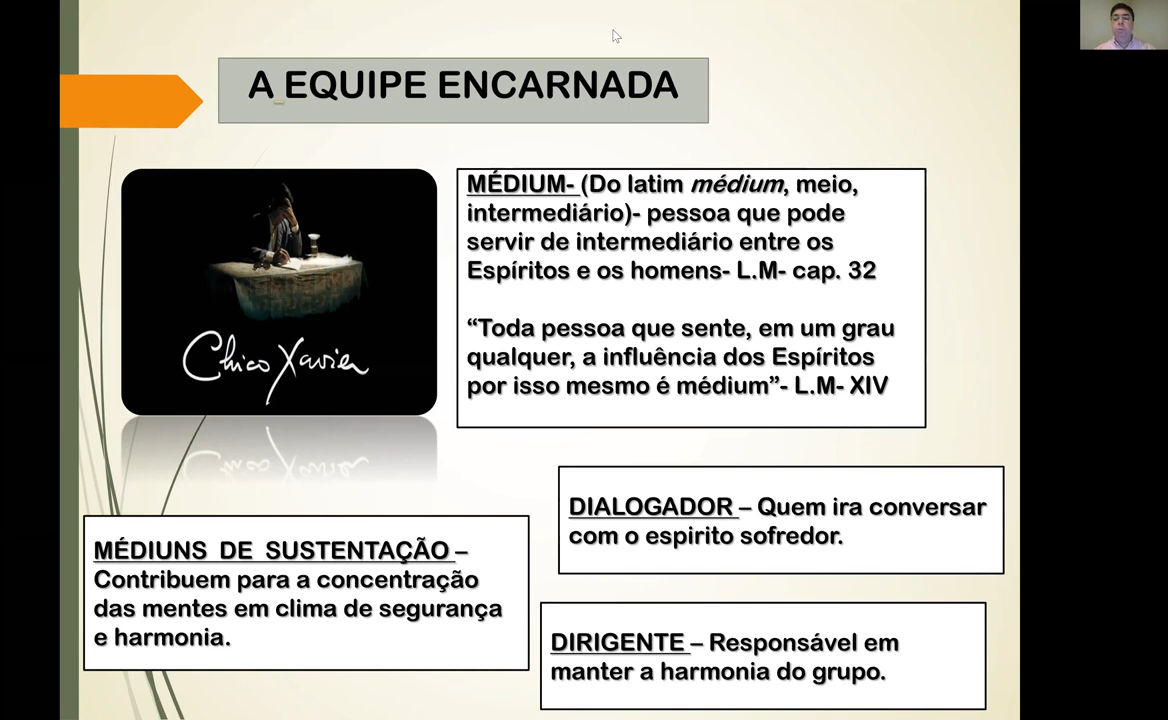 A EQUIPE ENCARNADA
Chico Xavier
MÉDIUM- (Do latim médium, meio,
intermediário)- pessoa que pode
servir de intermediário entre os
Espíritos e os homens- L.M- cap. 32
“Toda pessoa que sente, em um grau
qualquer, a influência dos Espíritos
por isso mesmo é médium”- L.M- XIV
DIALOGADOR – Quem ira conversar
com o espirito sofredor.
MÉDIUNS DE SUSTENTAÇÃO –
Contribuem para a concentração
das mentes em clima de segurança
e harmonia.
DIRIGENTE – Responsável em
manter a harmonia do grupo.